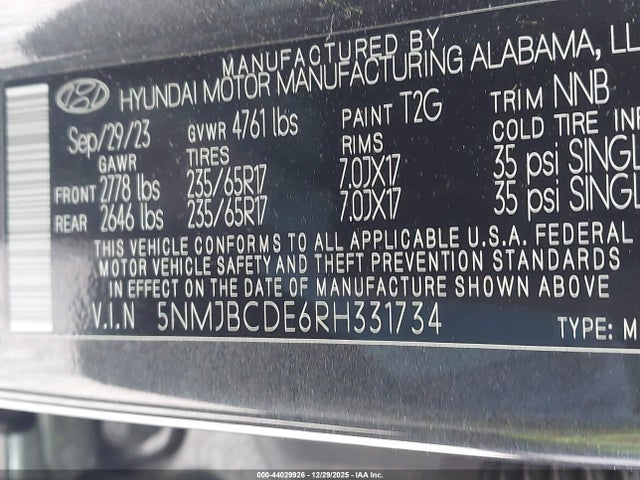 MANUFACTURED BY
HYUNDAI MOTOR MANUFACTURING ALABAMA, LL
Sep/29/23 GVWR 4761 lbs PAINT T2G TRIM NNB
GAWR TIRES RIMS COLD TIRE INF
FRONT 2778 lbs 235/65R17 7.0JX17 35 psi SINGL
REAR 2646 lbs 235/65R17 7.0JX17 35 psi SINGL
THIS VEHICLE CONFORMS TO ALL APPLICABLE U.S.A. FEDERAL
MOTOR VEHICLE SAFETY AND THEFT PREVENTION STANDARDS
IN EFFECT ON THE DATE OF MANUFACTURE SHOWN ABOVE
V.I.N 5NMJBCDE6RH331734 TYPE: M
000-44029926 - 12/29/2025 - IAA Inc.